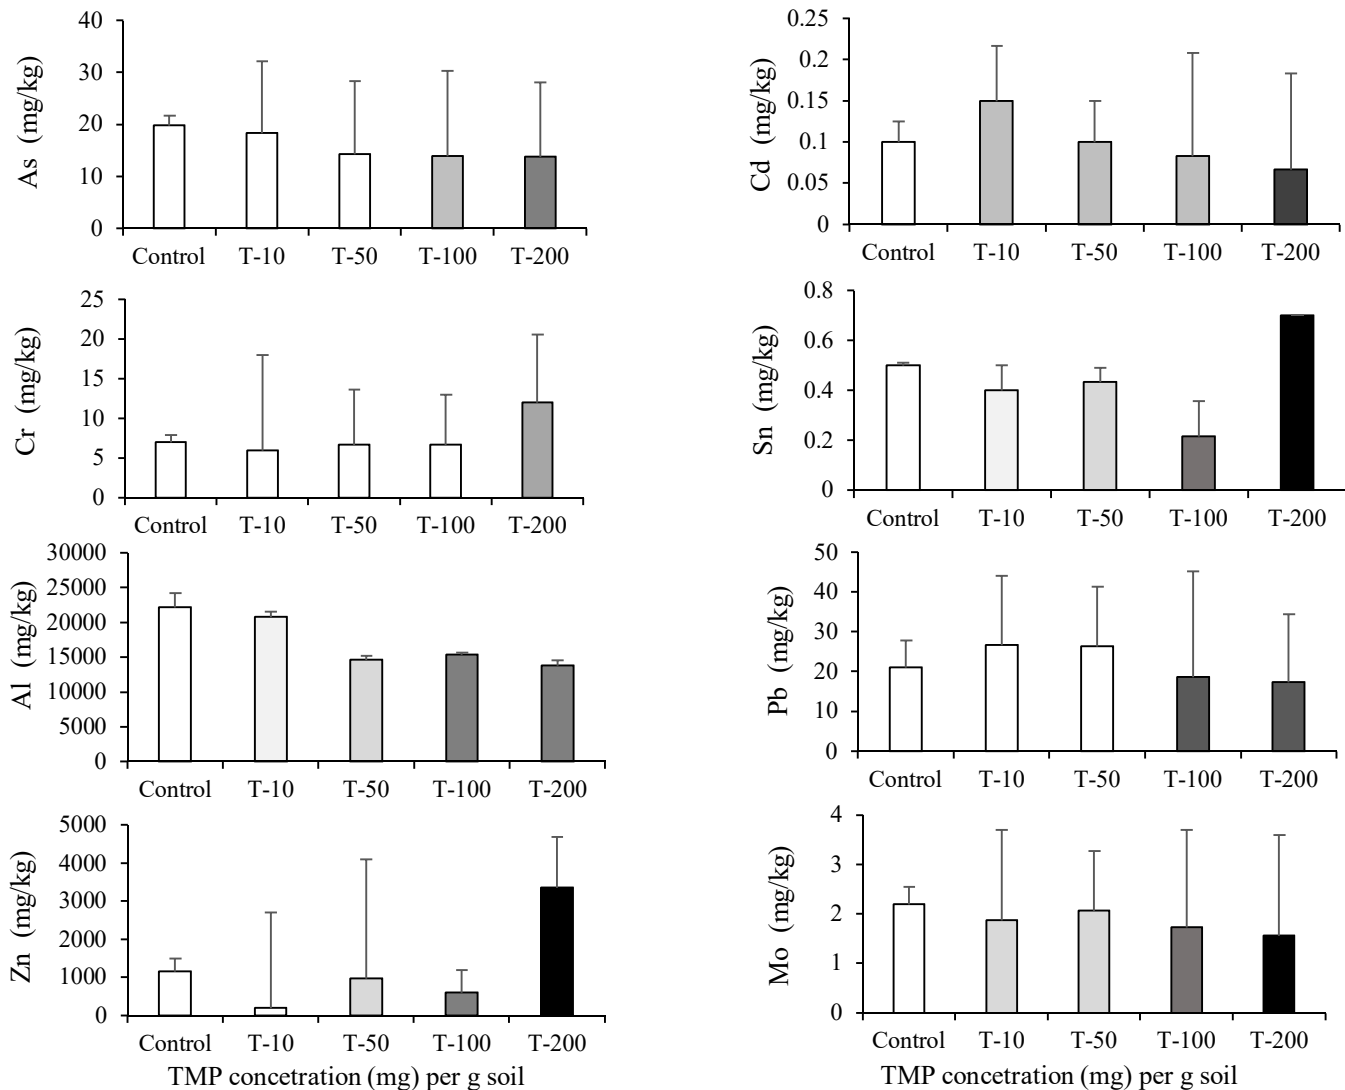 As (mg/kg)
40
30
20
10
0
Control T-10 T-50 T-100 T-200
Cd (mg/kg)
0.25
0.2
0.15
0.1
0.05
0
Control T-10 T-50 T-100 T-200
Cr (mg/kg)
25
20
15
10
5
0
Control T-10 T-50 T-100 T-200
Sn (mg/kg)
0.8
0.6
0.4
0.2
0
Control T-10 T-50 T-100 T-200
Al (mg/kg)
30000
25000
20000
15000
10000
5000
0
Control T-10 T-50 T-100 T-200
Pb (mg/kg)
50
40
30
20
10
0
Control T-10 T-50 T-100 T-200
Zn (mg/kg)
5000
4000
3000
2000
1000
0
Control T-10 T-50 T-100 T-200
TMP concetration (mg) per g soil
Mo (mg/kg)
4
3
2
1
0
Control T-10 T-50 T-100 T-200
TMP concetration (mg) per g soil